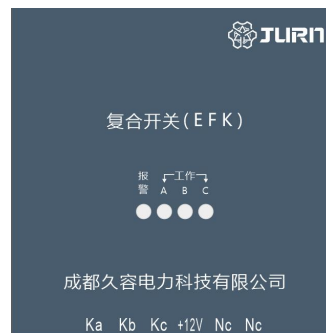 JURN
复合开关(EFK)
报警 工作
A B C
成都久容电力科技有限公司
Ka Kb Kc +12V Nc Nc